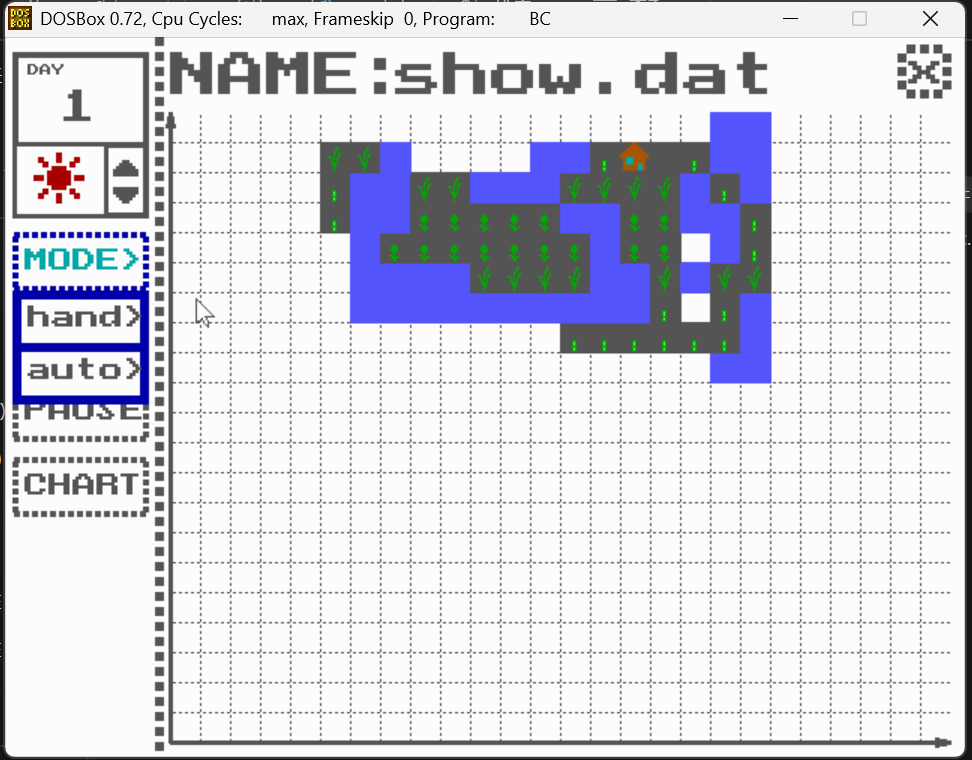 DOSBox 0.72, Cpu Cycles: max, Frameskip 0, Program: BC
NAME:show.dat
DAY
1
MODE>
hand>
auto>
PAUSE
CHART